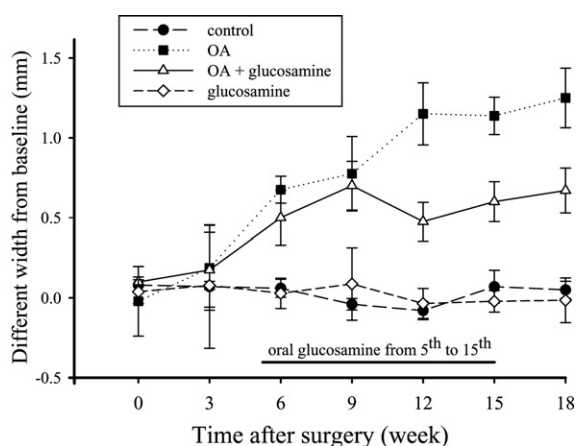 control
OA
OA + glucosamine
glucosamine
Different width from baseline (mm)
1.5
1.0
0.5
0.0
-0.5
oral glucosamine from 5th to 15th
0 3 6 9 12 15 18
Time after surgery (week)